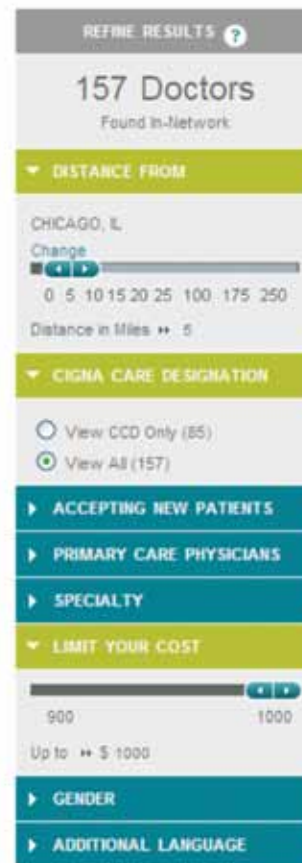 REFINE RESULTS ?
157 Doctors
Found In-Network
DISTANCE FROM
CHICAGO, IL
Change
0 5 10 15 20 25 100 175 250
Distance in Miles 5
CIGNA CARE DESIGNATION
View CCD Only (85)
View All (157)
ACCEPTING NEW PATIENTS
PRIMARY CARE PHYSICIANS
SPECIALTY
LIMIT YOUR COST
900 1000
Up to $ 1000
GENDER
ADDITIONAL LANGUAGE